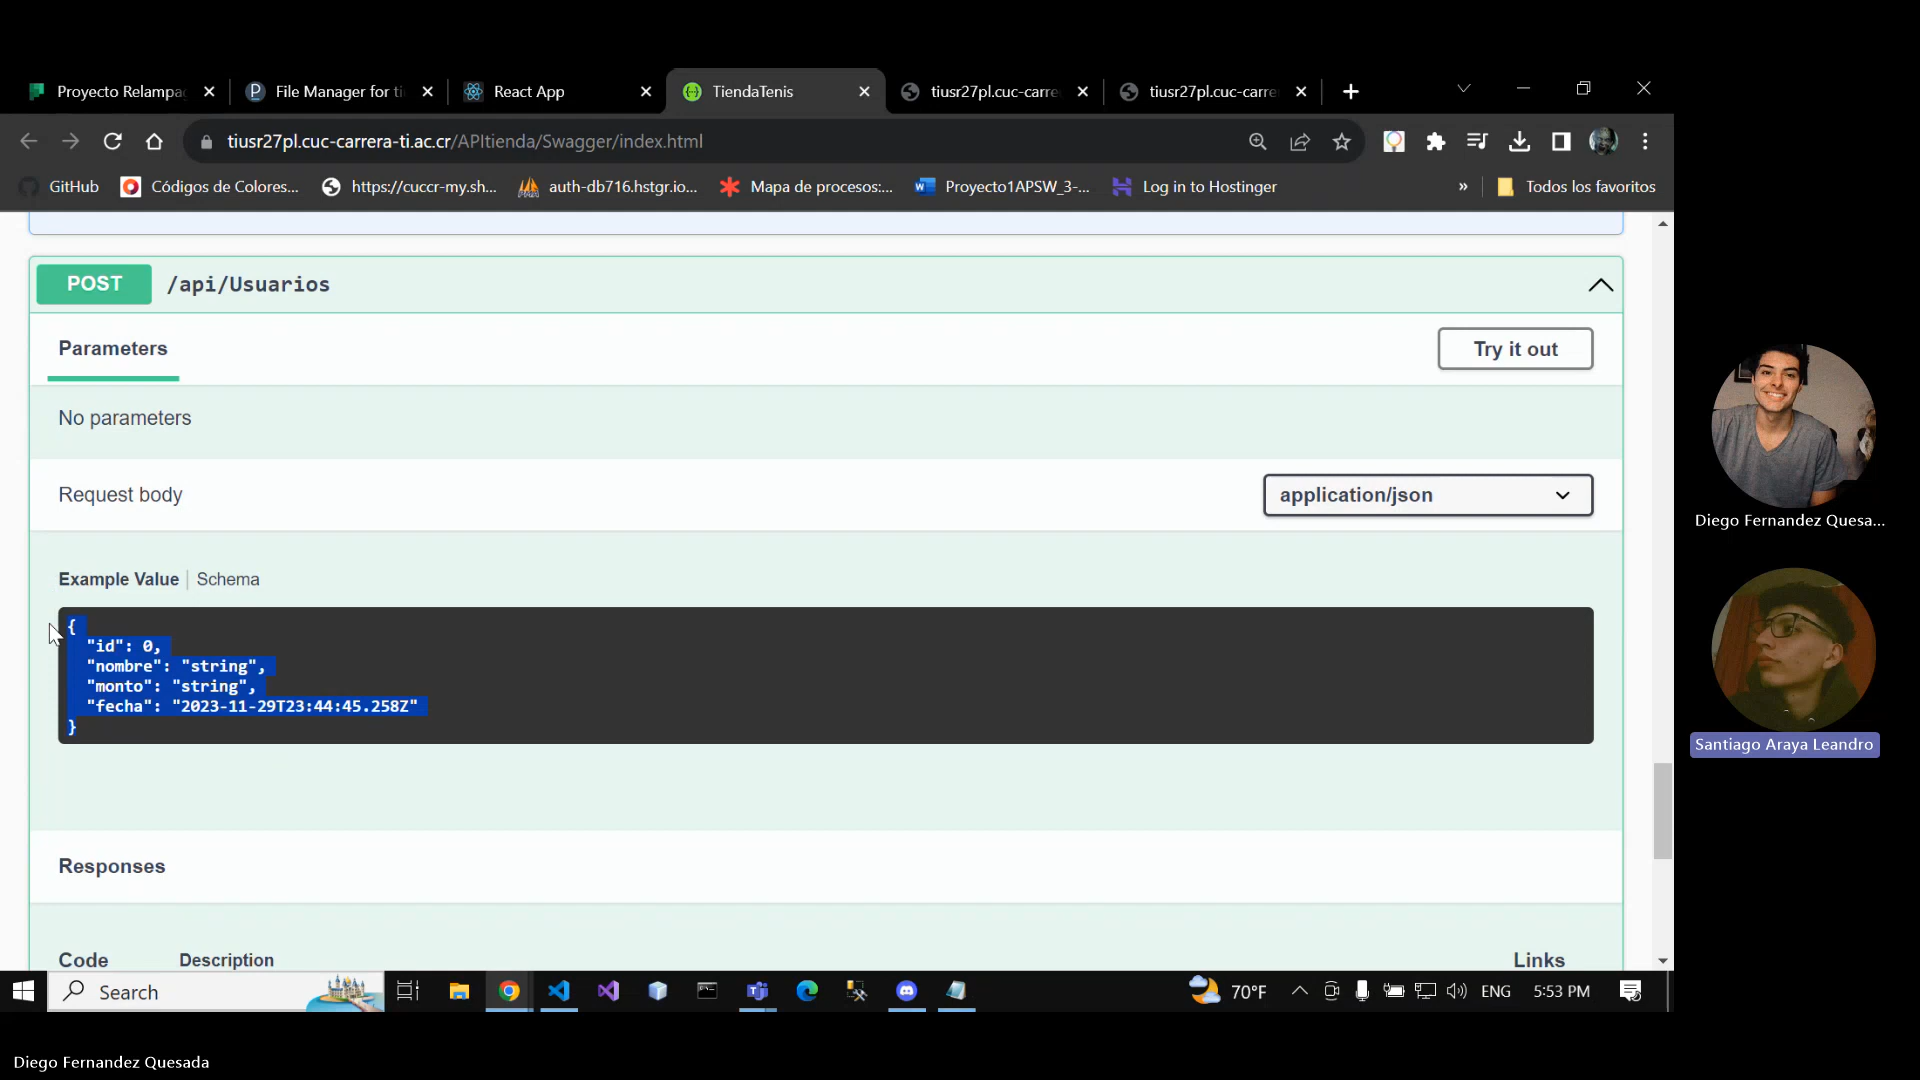 Proyecto Relampa
File Manager for ti
React App
TiendaTenis
tiusr27pl.cuc-carre
tiusr27pl.cuc-carre
tiusr27pl.cuc-carrera-ti.ac.cr/APItienda/Swagger/index.html
GitHub
Códigos de Colores...
https://cuccr-my.sh...
auth-db716.hstgr.io...
Mapa de procesos:...
Proyecto1APSW_3-...
Log in to Hostinger
»
Todos los favoritos
POST /api/Usuarios
Parameters
Try it out
No parameters
Request body
application/json
Example Value | Schema
{
"id": 0,
"nombre": "string",
"monto": "string",
"fecha": "2023-11-29T23:44:45.258Z"
}
Responses
Code
Description
Links
Diego Fernandez Quesa...
Santiago Araya Leandro
Search
70°F
ENG
5:53 PM
Diego Fernandez Quesada